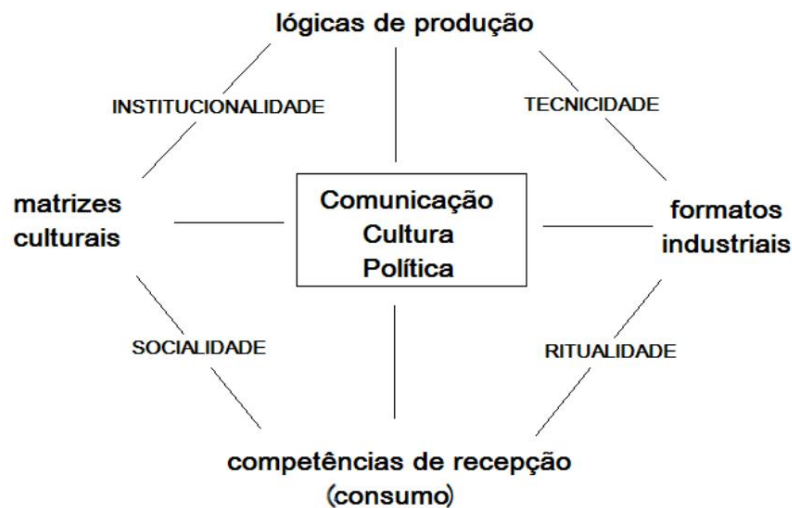 lógicas de produção
INSTITUCIONALIDADE
TECNICIDADE
matrizes
culturais
Comunicação
Cultura
Política
formatos
industriais
SOCIALIDADE
RITUALIDADE
competências de recepção
(consumo)